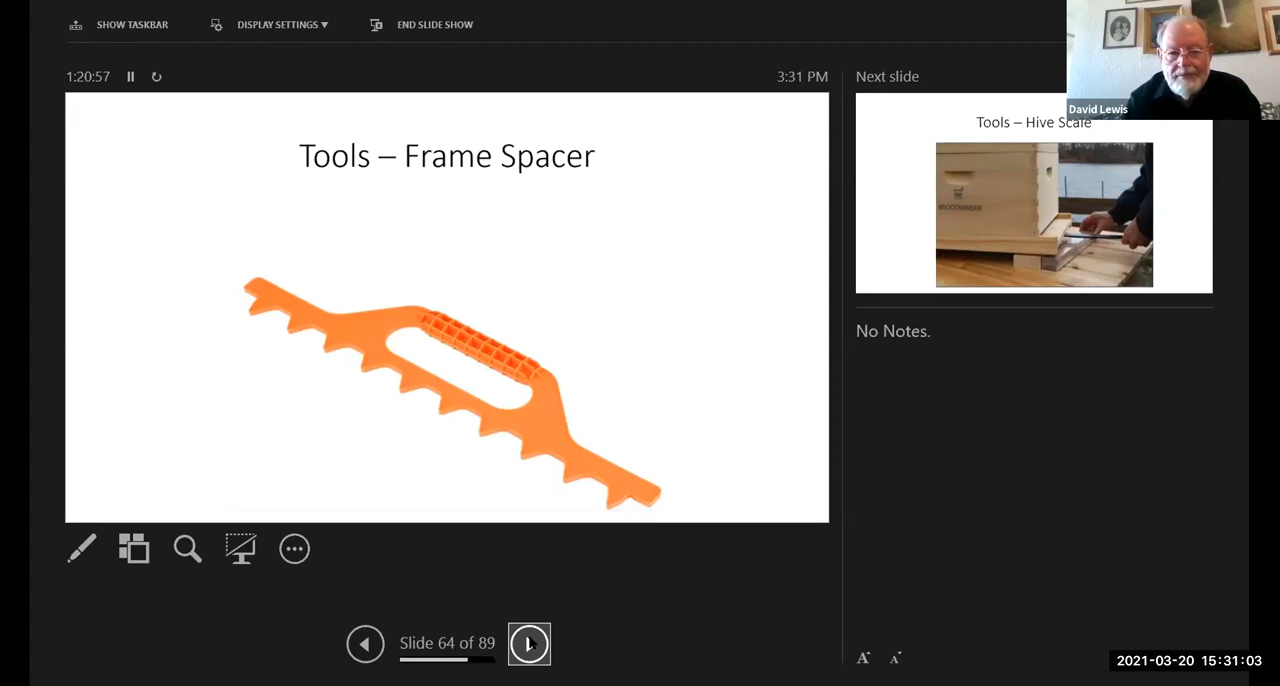 SHOW TASKBAR
DISPLAY SETTINGS ▼
END SLIDE SHOW
1:20:57
3:31 PM
Next slide
David Lewis
Tools – Frame Spacer
Tools – Hive Scale
BROODMINDER
No Notes.
Slide 64 of 89
A A
2021-03-20 15:31:03